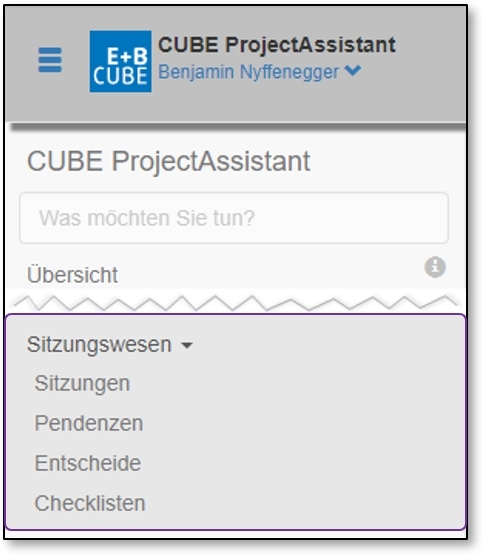 E+B
CUBE
CUBE ProjectAssistant
Benjamin Nyffenegger
CUBE ProjectAssistant
Was möchten Sie tun?
Übersicht
Sitzungswesen
Sitzungen
Pendenzen
Entscheide
Checklisten